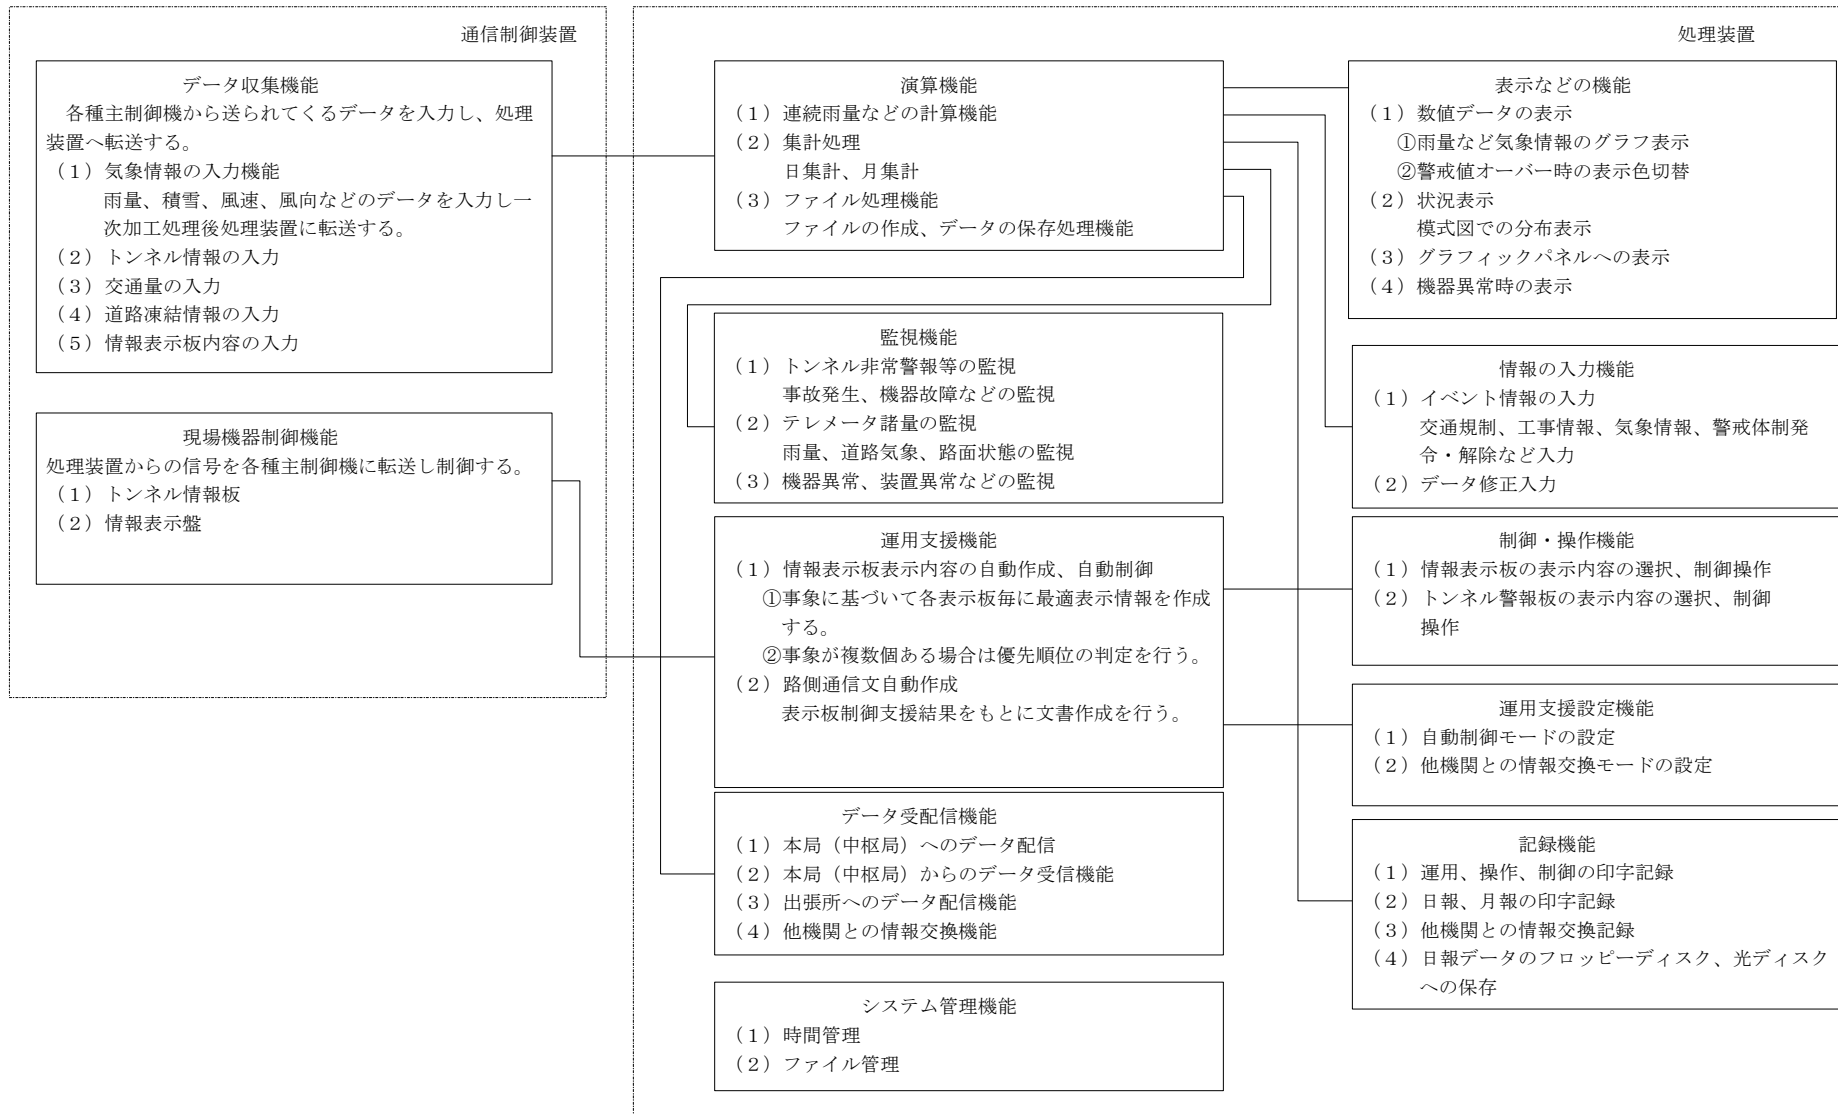 通信制御装置
データ収集機能
各種主制御機から送られてくるデータを入力し、処理
装置へ転送する。
(1)気象情報の入力機能
雨量、積雪、風速、風向などのデータを入力し一
次加工処理後処理装置に転送する。
(2)トンネル情報の入力
(3)交通量の入力
(4)道路凍結情報の入力
(5)情報表示板内容の入力
現場機器制御機能
処理装置からの信号を各種主制御機に転送し制御する。
(1)トンネル情報板
(2)情報表示盤
処理装置
演算機能
(1)連続雨量などの計算機能
(2)集計処理
日集計、月集計
(3)ファイル処理機能
ファイルの作成、データの保存処理機能
監視機能
(1)トンネル非常警報等の監視
事故発生、機器故障などの監視
(2)テレメータ諸量の監視
雨量、道路気象、路面状態の監視
(3)機器異常、装置異常などの監視
運用支援機能
(1)情報表示板表示内容の自動作成、自動制御
①事象に基づいて各表示板毎に最適表示情報を作成
する。
②事象が複数個ある場合は優先順位の判定を行う。
(2)路側通信文自動作成
表示板制御支援結果をもとに文書作成を行う。
データ受配信機能
(1)本局(中枢局)へのデータ配信
(2)本局(中枢局)からのデータ受信機能
(3)出張所へのデータ配信機能
(4)他機関との情報交換機能
システム管理機能
(1)時間管理
(2)ファイル管理
表示などの機能
(1)数値データの表示
①雨量など気象情報のグラフ表示
②警戒値オーバー時の表示色切替
(2)状況表示
模式図での分布表示
(3)グラフィックパネルへの表示
(4)機器異常時の表示
情報の入力機能
(1)イベント情報の入力
交通規制、工事情報、気象情報、警戒体制発
令・解除など入力
(2)データ修正入力
制御・操作機能
(1)情報表示板の表示内容の選択、制御操作
(2)トンネル警報板の表示内容の選択、制御
操作
運用支援設定機能
(1)自動制御モードの設定
(2)他機関との情報交換モードの設定
記録機能
(1)運用、操作、制御の印字記録
(2)日報、月報の印字記録
(3)他機関との情報交換記録
(4)日報データのフロッピーディスク、光ディスク
への保存